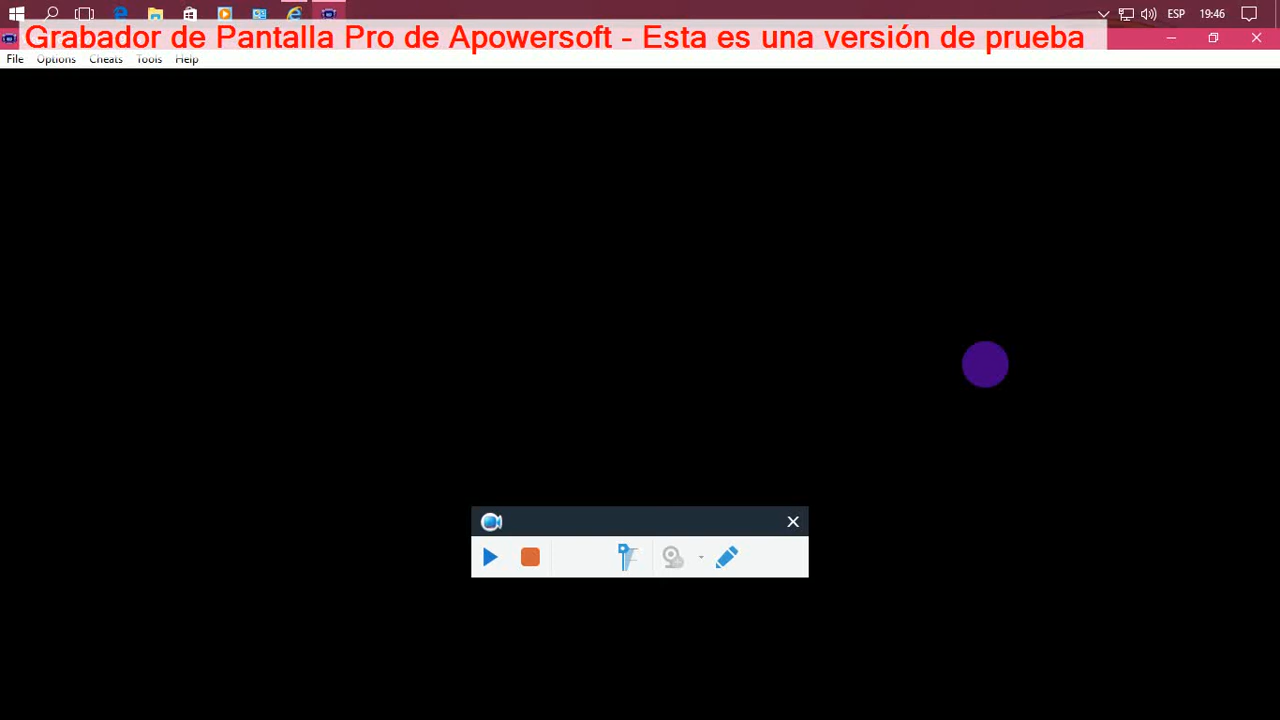 ESP 19:46
Grabador de Pantalla Pro de Apowersoft - Esta es una versión de prueba
File Options Cheats Tools Help